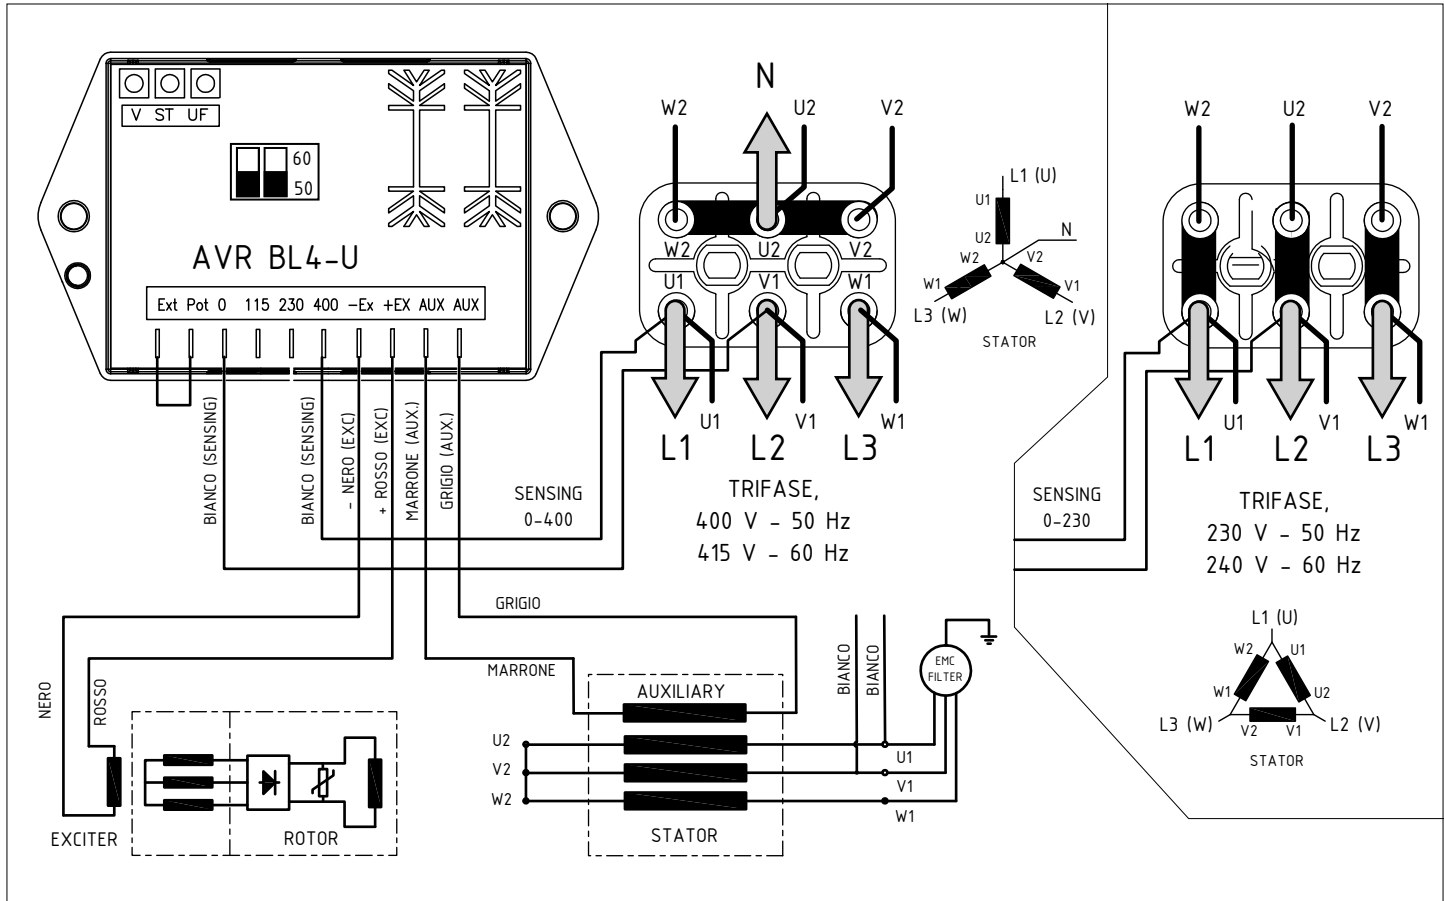 V ST UF
60
50
AVR BL4-U
Ext Pot 0 115 230 400 -Ex +EX AUX AUX
BIANCO (SENSING)
BIANCO (SENSING)
- NERO (EXC)
+ ROSSO (EXC)
MARRONE (AUX.)
GRIGIO (AUX.)
N
W2 U2 V2
W2 U2 V2
U1 V1 W1
U1 V1 W1
L1 L2 L3
SENSING
0-400
TRIFASE,
400 V - 50 Hz
415 V - 60 Hz
L1 (U)
U1
U2
N
W2 V2
W1 V1
L3 (W) L2 (V)
STATOR
W2 U2 V2
U1 V1 W1
L1 L2 L3
SENSING
0-230
TRIFASE,
230 V - 50 Hz
240 V - 60 Hz
L1 (U)
W2 U1
W1 U2
L3 (W) V2 V1 L2 (V)
STATOR
GRIGIO
MARRONE
NERO
ROSSO
EXCITER
ROTOR
AUXILIARY
U2
V2
W2
STATOR
BIANCO
BIANCO
U1
V1
W1
EMC
FILTER